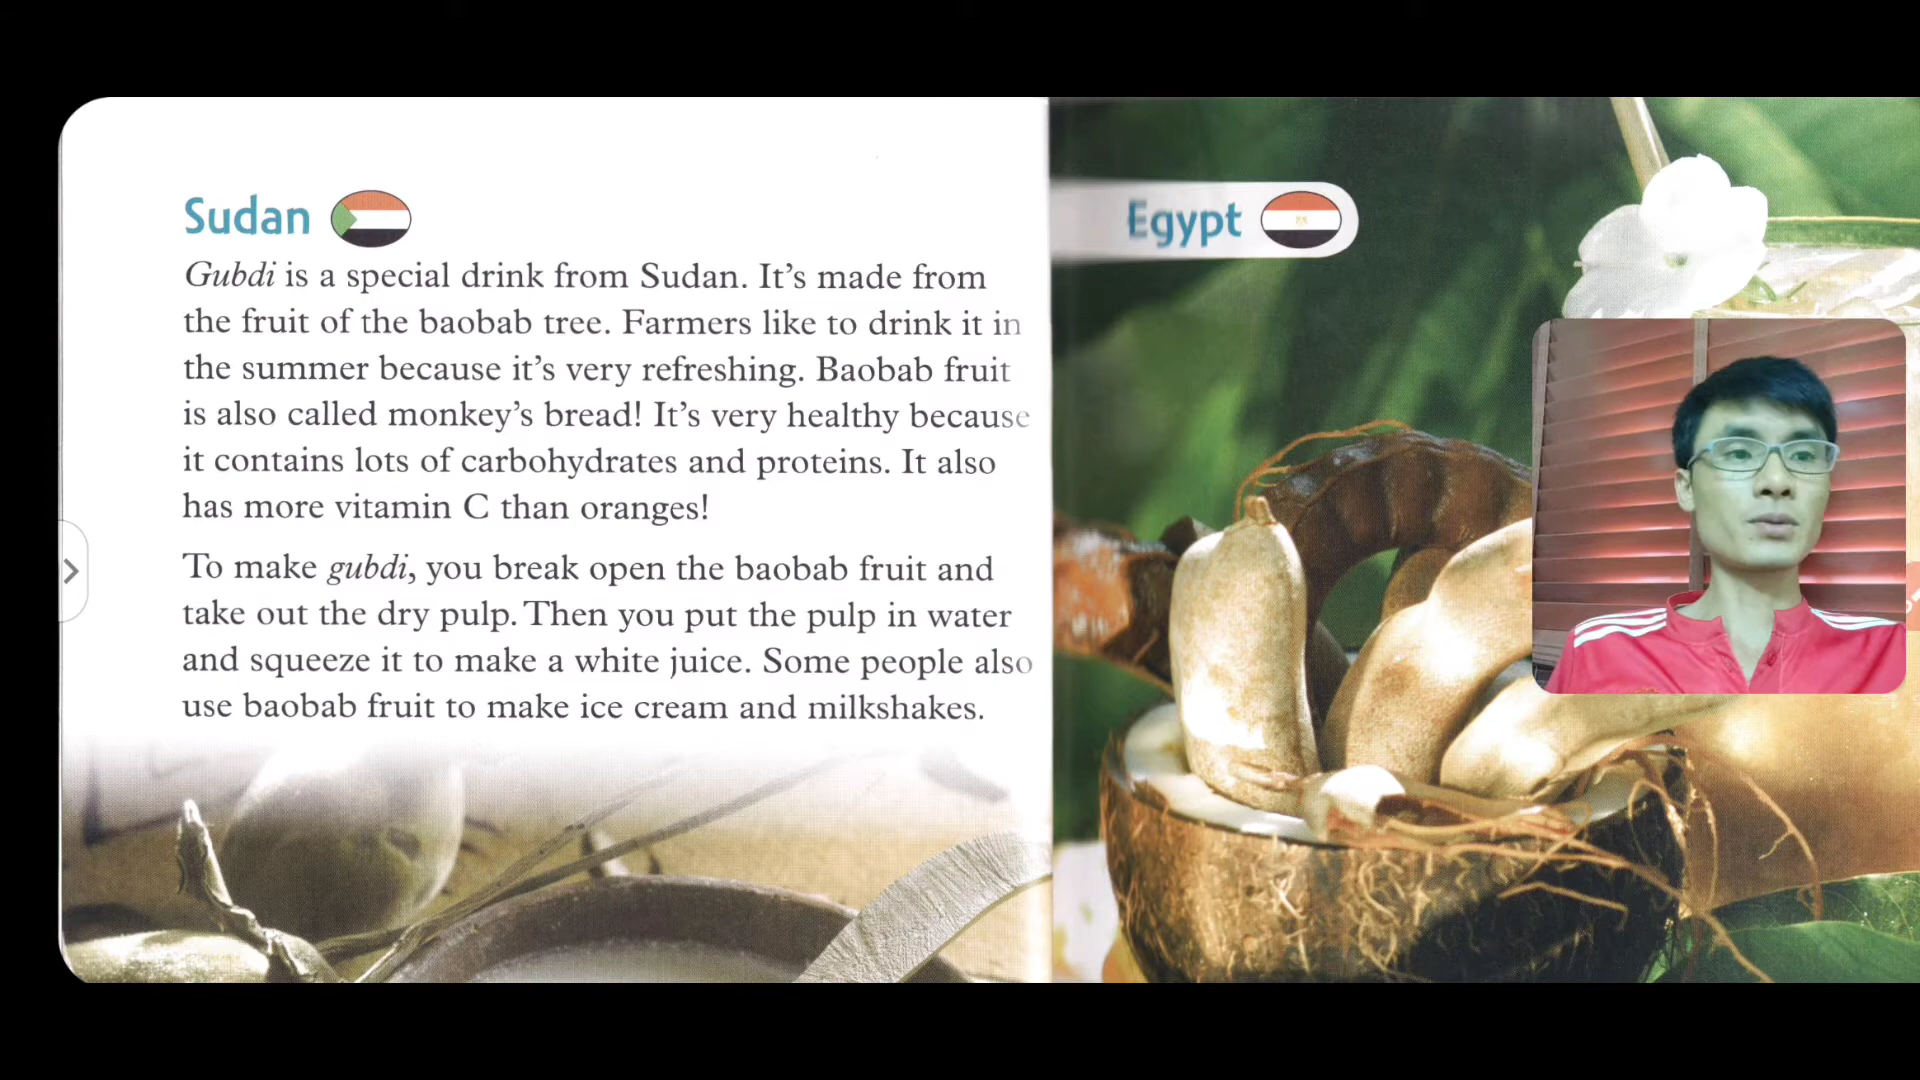 Sudan
Gubdi is a special drink from Sudan. It's made from
the fruit of the baobab tree. Farmers like to drink it in
the summer because it's very refreshing. Baobab fruit
is also called monkey's bread! It's very healthy because
it contains lots of carbohydrates and proteins. It also
has more vitamin C than oranges!
To make gubdi, you break open the baobab fruit and
take out the dry pulp. Then you put the pulp in water
and squeeze it to make a white juice. Some people also
use baobab fruit to make ice cream and milkshakes.
Egypt